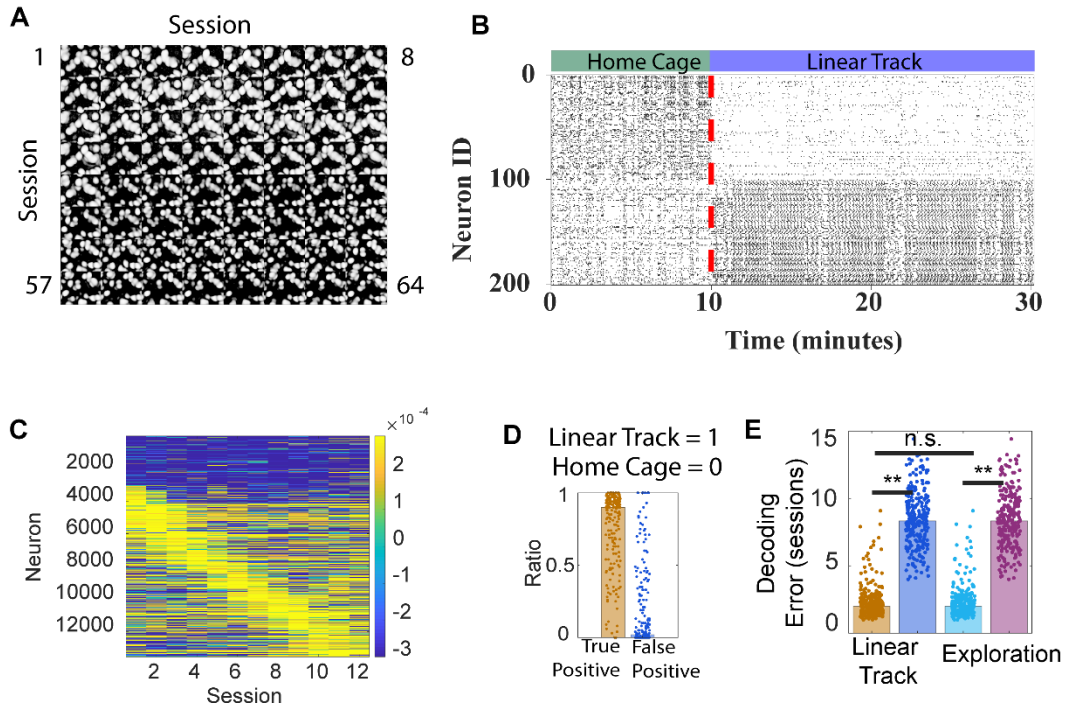 A
Session
1
8
Session
57
64
B
Home Cage
Linear Track
0
100
200
Neuron ID
0
10
20
30
Time (minutes)
C
×10 -4
2000
4000
6000
8000
10000
12000
Neuron
2
4
6
8
10
12
Session
2
1
0
-1
-2
-3
D
Linear Track = 1
Home Cage = 0
1
0.5
0
Ratio
True
Positive
False
Positive
E
n.s.
**
**
15
10
5
0
Decoding
Error (sessions)
Linear
Track
Exploration